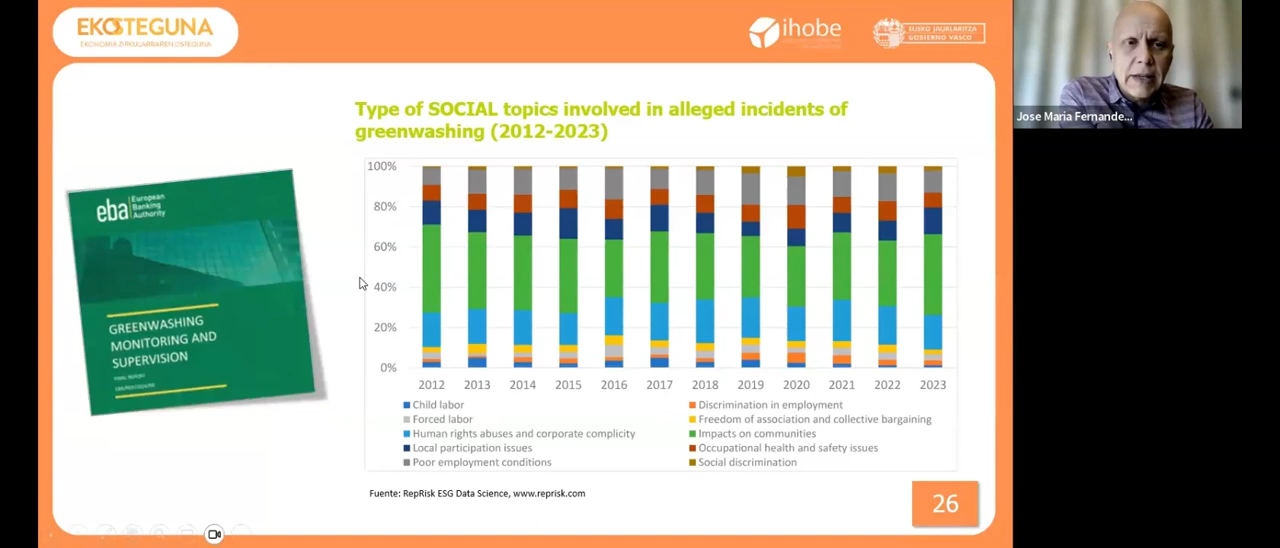 EKOSTEGUNA
EKONOMIA ZIRKULARRAREN OSTEGUNA
ihobe
EUSKO JAURLARITZA
GOBIERNO VASCO
Jose Maria Fernande...
Type of SOCIAL topics involved in alleged incidents of
greenwashing (2012-2023)
eba European
Banking
Authority
GREENWASHING
MONITORING AND
SUPERVISION
FINAL REPORT
100%
80%
60%
40%
20%
0%
2012 2013 2014 2015 2016 2017 2018 2019 2020 2021 2022 2023
Child labor
Discrimination in employment
Forced labor
Freedom of association and collective bargaining
Human rights abuses and corporate complicity
Impacts on communities
Local participation issues
Occupational health and safety issues
Poor employment conditions
Social discrimination
Fuente: RepRisk ESG Data Science, www.reprisk.com
26